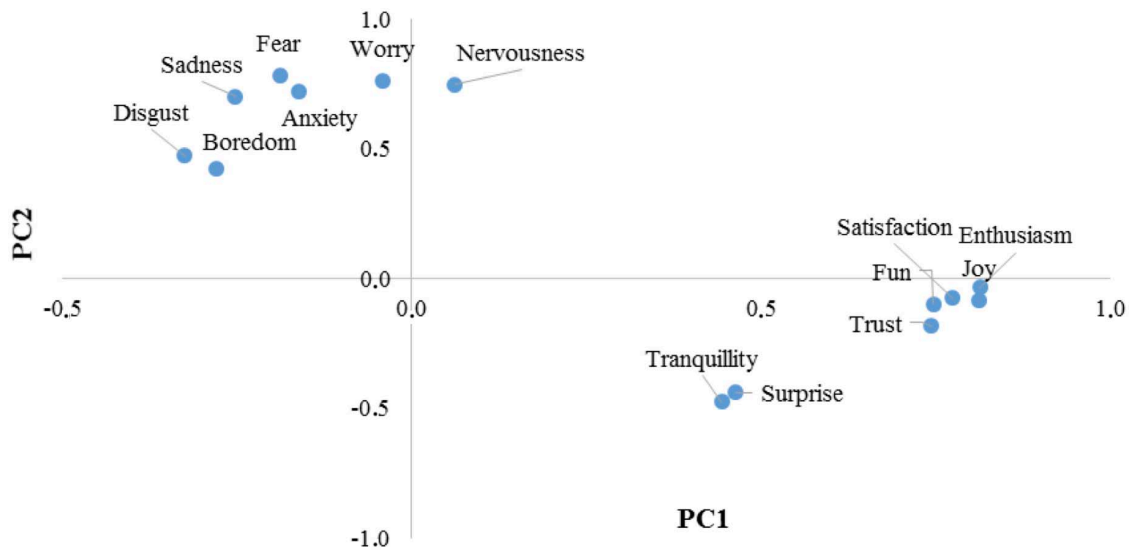 1.0
Fear
Worry
Nervousness
Sadness
Disgust
Anxiety
Boredom
0.5
PC2
Satisfaction
Enthusiasm
Fun
Joy
0.0
-0.5
0.0
0.5
1.0
Trust
Tranquillity
Surprise
-0.5
PC1
-1.0